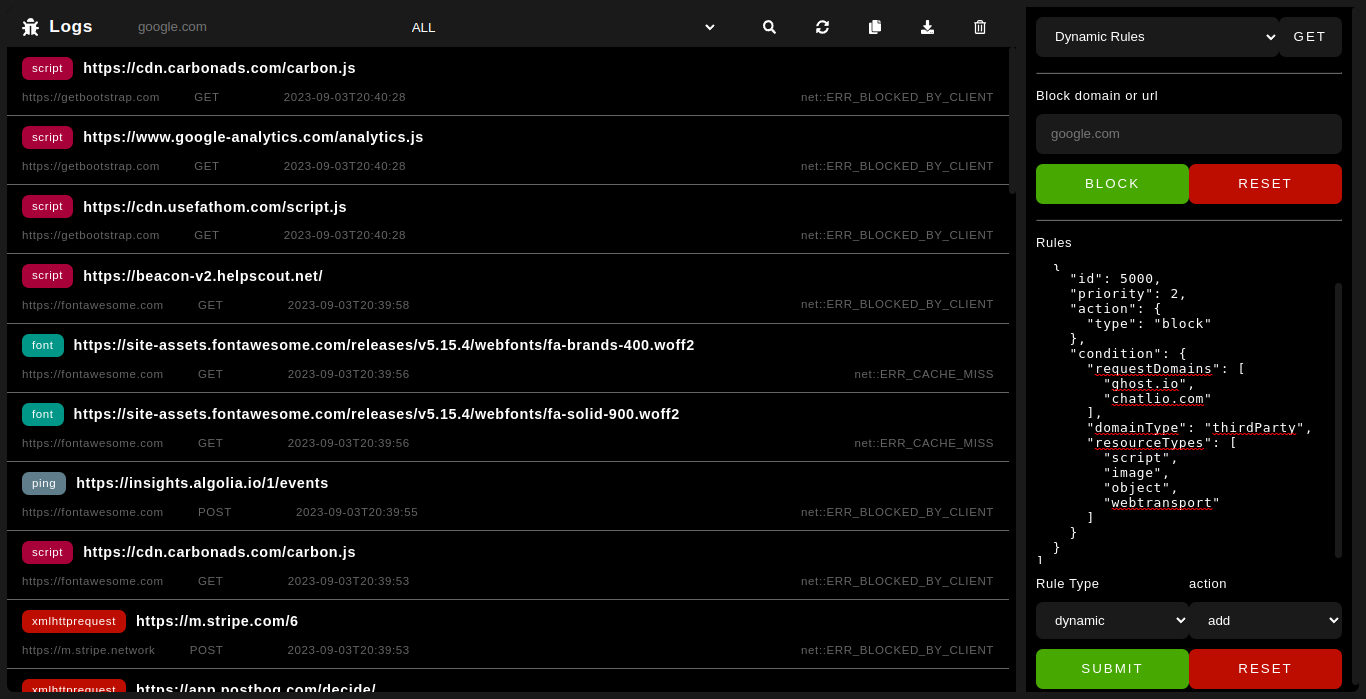 Logs
google.com
ALL
script https://cdn.carbonads.com/carbon.js
https://getbootstrap.com GET 2023-09-03T20:40:28 net::ERR_BLOCKED_BY_CLIENT
script https://www.google-analytics.com/analytics.js
https://getbootstrap.com GET 2023-09-03T20:40:28 net::ERR_BLOCKED_BY_CLIENT
script https://cdn.usefathom.com/script.js
https://getbootstrap.com GET 2023-09-03T20:40:28 net::ERR_BLOCKED_BY_CLIENT
script https://beacon-v2.helpscout.net/
https://fontawesome.com GET 2023-09-03T20:39:58 net::ERR_BLOCKED_BY_CLIENT
font https://site-assets.fontawesome.com/releases/v5.15.4/webfonts/fa-brands-400.woff2
https://fontawesome.com GET 2023-09-03T20:39:56 net::ERR_CACHE_MISS
font https://site-assets.fontawesome.com/releases/v5.15.4/webfonts/fa-solid-900.woff2
https://fontawesome.com GET 2023-09-03T20:39:56 net::ERR_CACHE_MISS
ping https://insights.algolia.io/1/events
https://fontawesome.com POST 2023-09-03T20:39:55 net::ERR_BLOCKED_BY_CLIENT
script https://cdn.carbonads.com/carbon.js
https://fontawesome.com GET 2023-09-03T20:39:53 net::ERR_BLOCKED_BY_CLIENT
xmlhttprequest https://m.stripe.com/6
https://m.stripe.network POST 2023-09-03T20:39:53 net::ERR_BLOCKED_BY_CLIENT
xmlhttprequest https://app.posthog.com/decide/
Dynamic Rules GET
Block domain or url
google.com
BLOCK RESET
Rules
{
"id": 5000,
"priority": 2,
"action": {
"type": "block"
},
"condition": {
"requestDomains": [
"ghost.io",
"chatlio.com"
],
"domainType": "thirdParty",
"resourceTypes": [
"script",
"image",
"object",
"webtransport"
]
}
}
]
Rule Type action
dynamic add
SUBMIT RESET